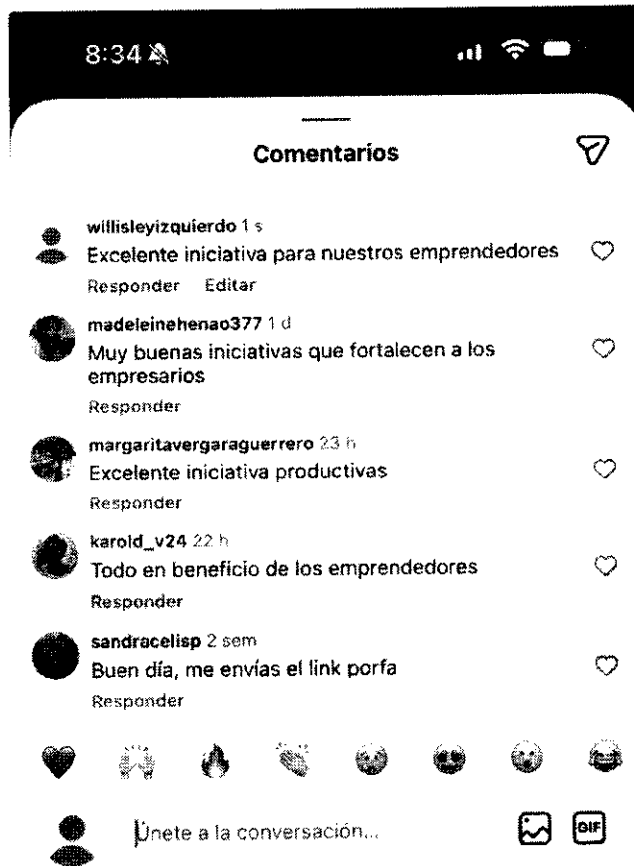 8:34
Comentarios
willisleyizquierdo 1 s
Excelente iniciativa para nuestros emprendedores
Responder Editar
madeleinehenao377 1 d
Muy buenas iniciativas que fortalecen a los
empresarios
Responder
margaritavergaraguerrero 23 h
Excelente iniciativa productivas
Responder
karold_v24 22 h
Todo en beneficio de los emprendedores
Responder
sandracelisp 2 sem
Buen día, me envías el link porfa
Responder
Únete a la conversación...
GIF